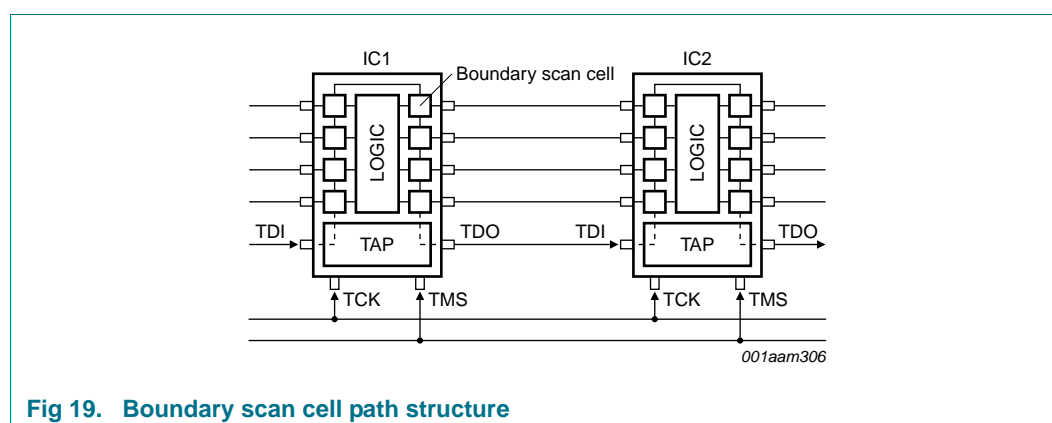 IC1
IC2
Boundary scan cell
LOGIC
LOGIC
TDI
TAP
TDO
TDI
TAP
TDO
TCK
TMS
TCK
TMS
001aam306
Fig 19. Boundary scan cell path structure